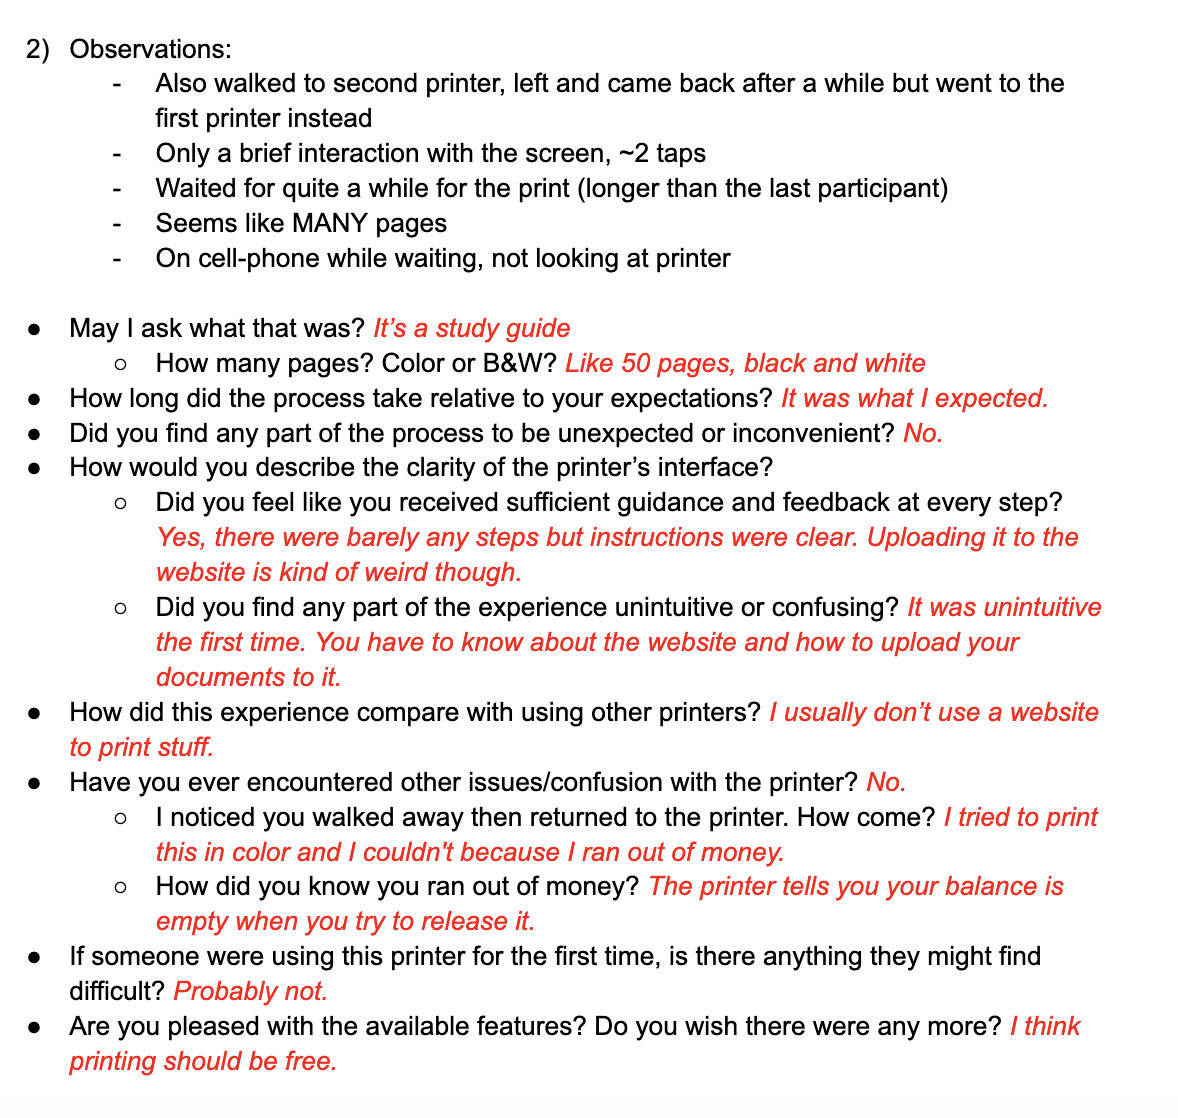 2) Observations:
- Also walked to second printer, left and came back after a while but went to the
first printer instead
- Only a brief interaction with the screen, ~2 taps
- Waited for quite a while for the print (longer than the last participant)
- Seems like MANY pages
- On cell-phone while waiting, not looking at printer
● May I ask what that was? It's a study guide
○ How many pages? Color or B&W? Like 50 pages, black and white
● How long did the process take relative to your expectations? It was what I expected.
● Did you find any part of the process to be unexpected or inconvenient? No.
● How would you describe the clarity of the printer's interface?
○ Did you feel like you received sufficient guidance and feedback at every step?
Yes, there were barely any steps but instructions were clear. Uploading it to the
website is kind of weird though.
○ Did you find any part of the experience unintuitive or confusing? It was unintuitive
the first time. You have to know about the website and how to upload your
documents to it.
● How did this experience compare with using other printers? I usually don't use a website
to print stuff.
● Have you ever encountered other issues/confusion with the printer? No.
○ I noticed you walked away then returned to the printer. How come? I tried to print
this in color and I couldn't because I ran out of money.
○ How did you know you ran out of money? The printer tells you your balance is
empty when you try to release it.
● If someone were using this printer for the first time, is there anything they might find
difficult? Probably not.
● Are you pleased with the available features? Do you wish there were any more? I think
printing should be free.